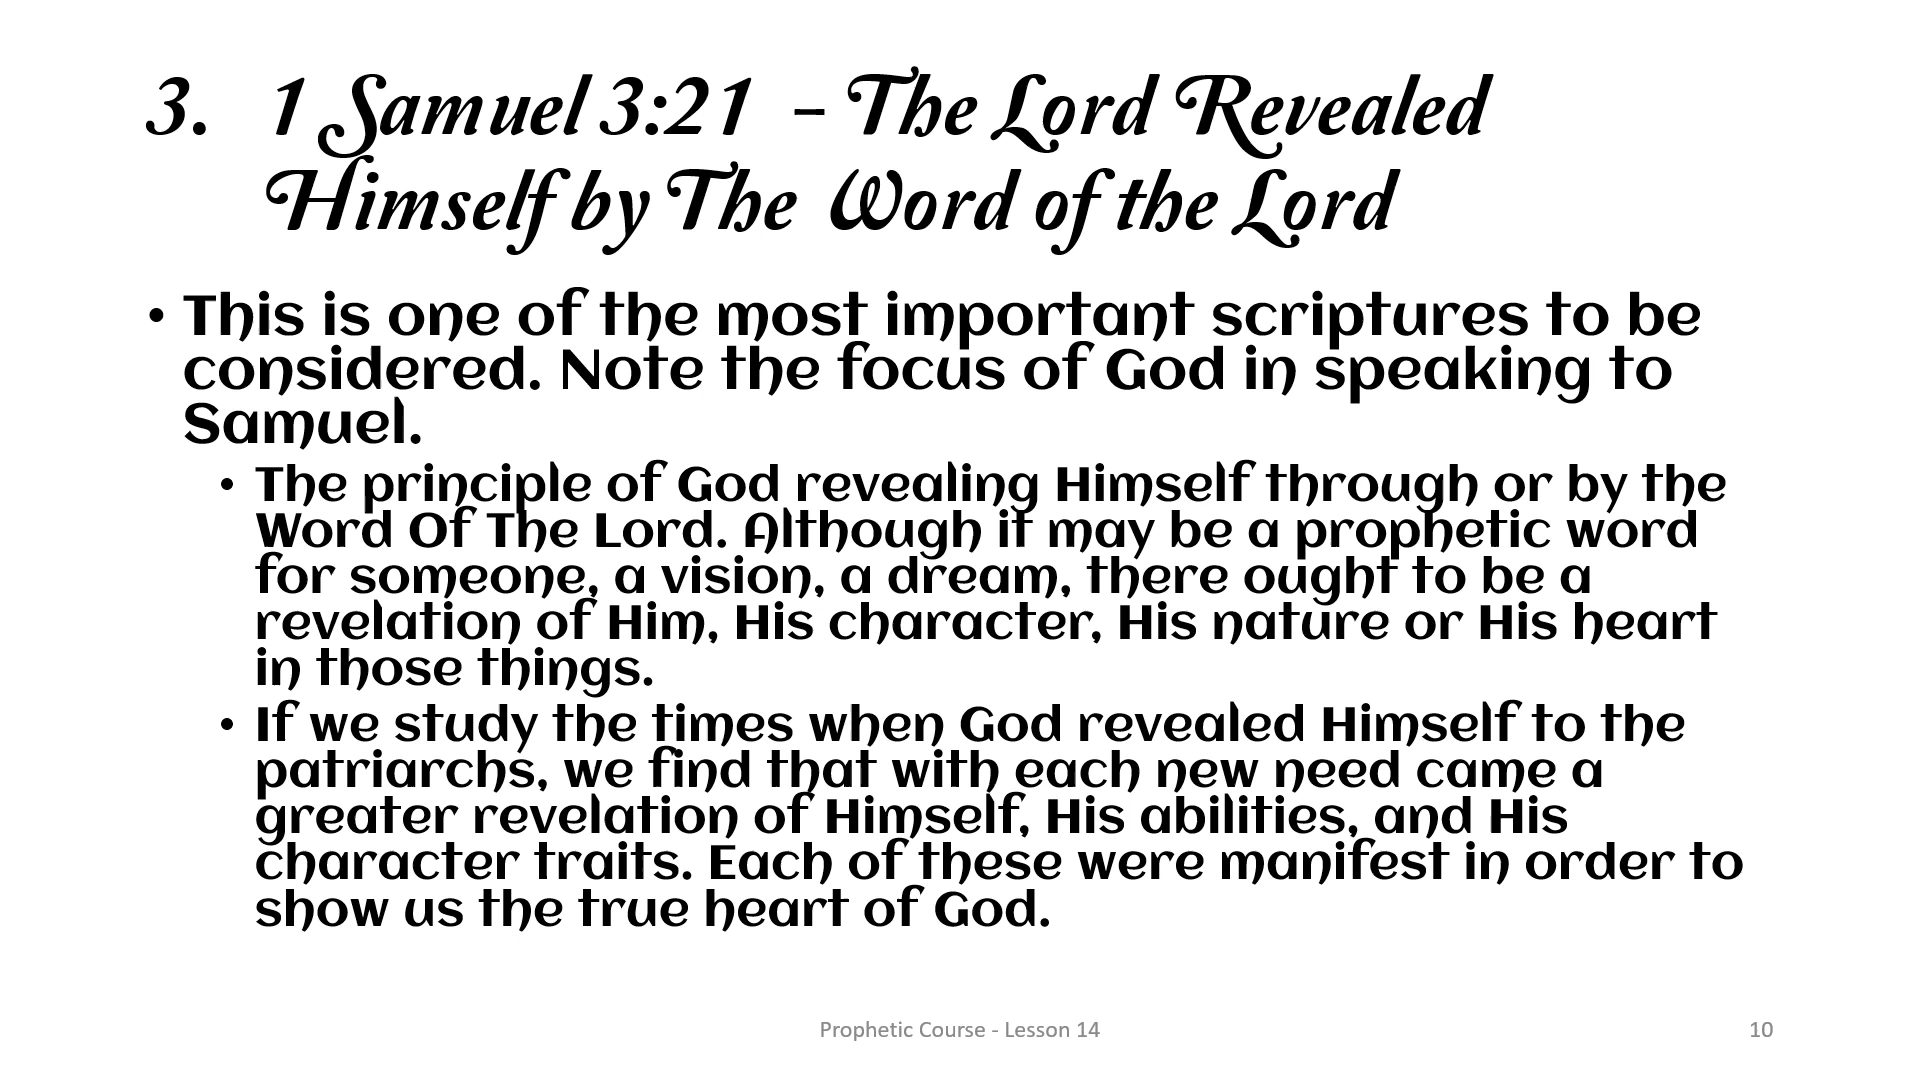 3. 1 Samuel 3:21 – The Lord Revealed
Himself by The Word of the Lord
• This is one of the most important scriptures to be
considered. Note the focus of God in speaking to
Samuel.
• The principle of God revealing Himself through or by the
Word Of The Lord. Although it may be a prophetic word
for someone, a vision, a dream, there ought to be a
revelation of Him, His character, His nature or His heart
in those things.
• If we study the times when God revealed Himself to the
patriarchs, we find that with each new need came a
greater revelation of Himself, His abilities, and His
character traits. Each of these were manifest in order to
show us the true heart of God.
Prophetic Course - Lesson 14
10